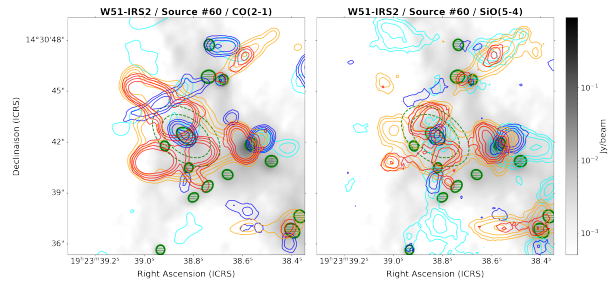 W51-IRS2 / Source #60 / CO(2-1)
W51-IRS2 / Source #60 / SiO(5-4)
14°30'48"
45"
42"
39"
36"
Declination (ICRS)
19ʰ23ᵐ39.2ˢ 39.0ˢ 38.8ˢ 38.6ˢ 38.4ˢ
19ʰ23ᵐ39.2ˢ 39.0ˢ 38.8ˢ 38.6ˢ 38.4ˢ
Right Ascension (ICRS)
Right Ascension (ICRS)
10⁻¹
10⁻²
10⁻³
Jy/beam